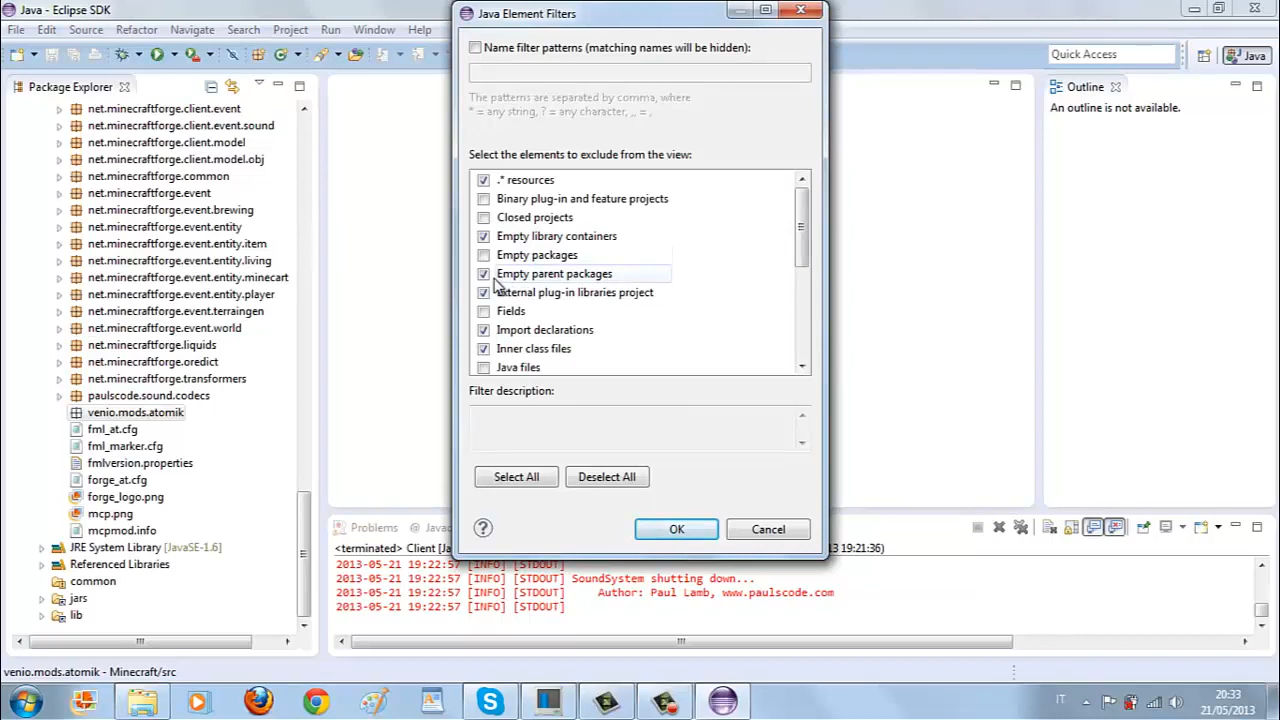 Java - Eclipse SDK
File Edit Source Refactor Navigate Search Project Run Window Help
Quick Access
Java
Package Explorer
net.minecraftforge.client.event
net.minecraftforge.client.event.sound
net.minecraftforge.client.model
net.minecraftforge.client.model.obj
net.minecraftforge.common
net.minecraftforge.event
net.minecraftforge.event.brewing
net.minecraftforge.event.entity
net.minecraftforge.event.entity.item
net.minecraftforge.event.entity.living
net.minecraftforge.event.entity.minecart
net.minecraftforge.event.entity.player
net.minecraftforge.event.terraingen
net.minecraftforge.event.world
net.minecraftforge.liquids
net.minecraftforge.oredict
net.minecraftforge.transformers
paulscode.sound.codecs
venio.mods.atomik
fml_at.cfg
fml_marker.cfg
fmlversion.properties
forge_at.cfg
forge_logo.png
mcp.png
mcpmod.info
JRE System Library [JavaSE-1.6]
Referenced Libraries
common
jars
lib
Java Element Filters
Name filter patterns (matching names will be hidden):
The patterns are separated by comma, where
* = any string, ? = any character, ,, = ,
Select the elements to exclude from the view:
.* resources
Binary plug-in and feature projects
Closed projects
Empty library containers
Empty packages
Empty parent packages
External plug-in libraries project
Fields
Import declarations
Inner class files
Java files
Filter description:
Select All Deselect All
OK Cancel
Outline
An outline is not available.
Problems @ Javad
<terminated> Client [Ja
3 19:21:36)
2013-05-21 19:22:57 [INFO] [STDOUT] SoundSystem shutting down...
2013-05-21 19:22:57 [INFO] [STDOUT] Author: Paul Lamb, www.paulscode.com
2013-05-21 19:22:57 [INFO] [STDOUT]
venio.mods.atomik - Minecraft/src
IT
20:33
21/05/2013